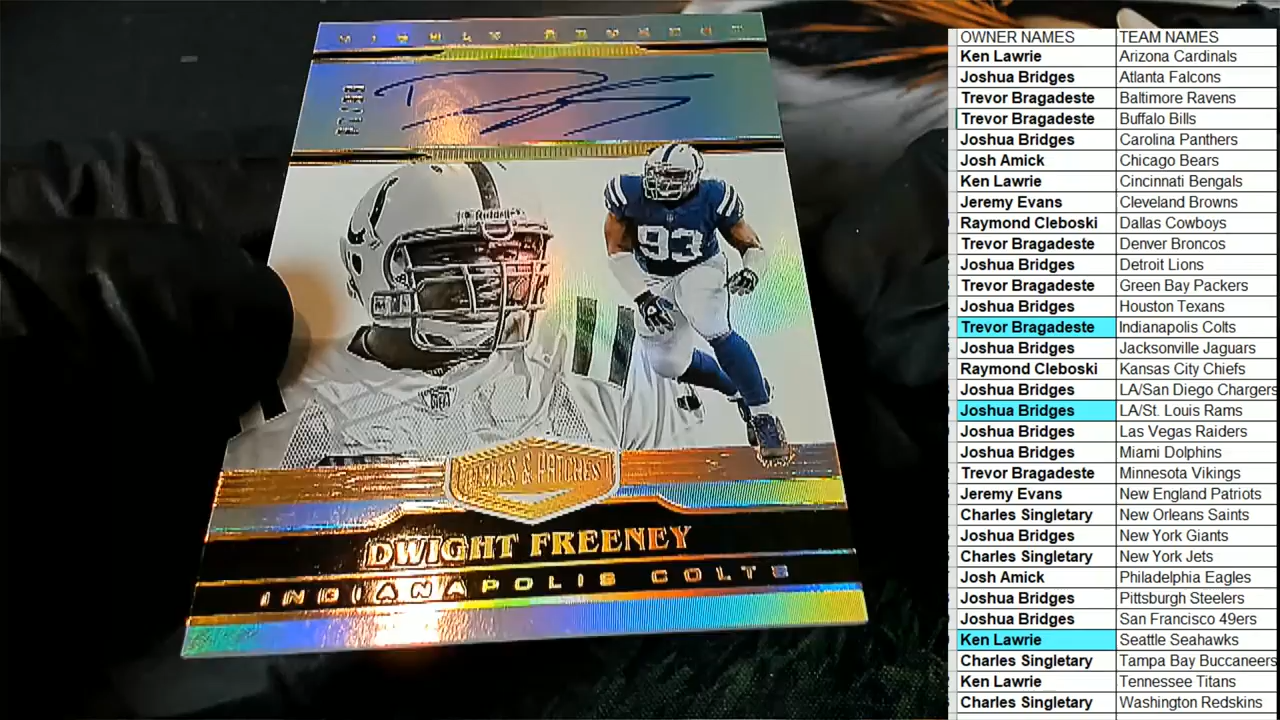 HIGHLY REVERED
Riddell
93
PLATES & PATCHES
DWIGHT FREENEY
INDIANAPOLIS COLTS
OWNER NAMES TEAM NAMES
Ken Lawrie Arizona Cardinals
Joshua Bridges Atlanta Falcons
Trevor Bragadeste Baltimore Ravens
Trevor Bragadeste Buffalo Bills
Joshua Bridges Carolina Panthers
Josh Amick Chicago Bears
Ken Lawrie Cincinnati Bengals
Jeremy Evans Cleveland Browns
Raymond Cleboski Dallas Cowboys
Trevor Bragadeste Denver Broncos
Joshua Bridges Detroit Lions
Trevor Bragadeste Green Bay Packers
Joshua Bridges Houston Texans
Trevor Bragadeste Indianapolis Colts
Joshua Bridges Jacksonville Jaguars
Raymond Cleboski Kansas City Chiefs
Joshua Bridges LA/San Diego Chargers
Joshua Bridges LA/St. Louis Rams
Joshua Bridges Las Vegas Raiders
Joshua Bridges Miami Dolphins
Trevor Bragadeste Minnesota Vikings
Jeremy Evans New England Patriots
Charles Singletary New Orleans Saints
Joshua Bridges New York Giants
Charles Singletary New York Jets
Josh Amick Philadelphia Eagles
Joshua Bridges Pittsburgh Steelers
Joshua Bridges San Francisco 49ers
Ken Lawrie Seattle Seahawks
Charles Singletary Tampa Bay Buccaneers
Ken Lawrie Tennessee Titans
Charles Singletary Washington Redskins